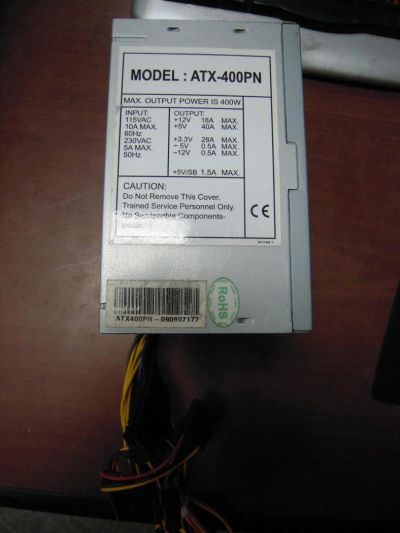 MODEL : ATX-400PN
MAX. OUTPUT POWER IS 400W
INPUT:
115VAC
10A MAX.
60Hz
230VAC
5A MAX.
50Hz
OUTPUT:
+12V 18A MAX.
+5V 40A MAX.
+3.3V 28A MAX.
- 5V 0.5A MAX.
-12V 0.5A MAX.
+5V/SB 1.5A MAX.
CAUTION:
Do Not Remove This Cover.
Trained Service Personnel Only.
No Serviceable Components
Inside.
CE
ATX400PN - D90907177
RoHS